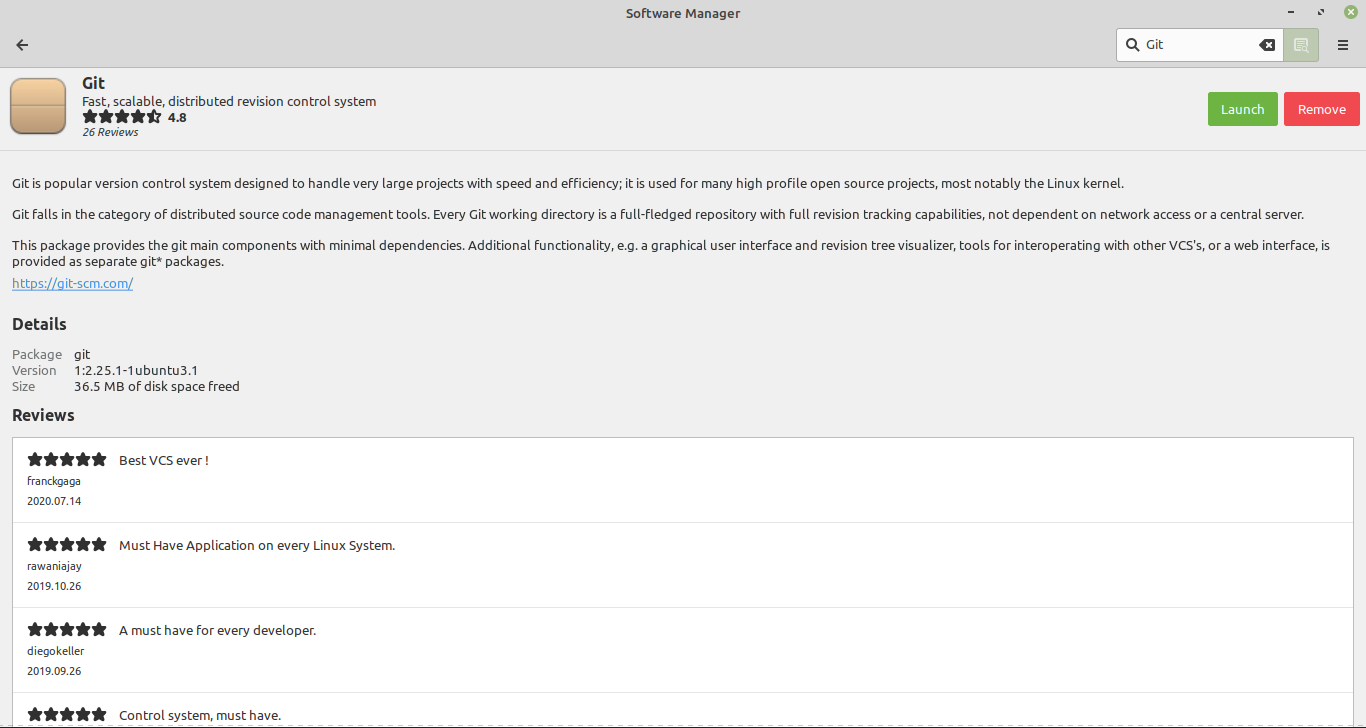 Software Manager
Git
Git
Fast, scalable, distributed revision control system
4.8
26 Reviews
Launch
Remove
Git is popular version control system designed to handle very large projects with speed and efficiency; it is used for many high profile open source projects, most notably the Linux kernel.
Git falls in the category of distributed source code management tools. Every Git working directory is a full-fledged repository with full revision tracking capabilities, not dependent on network access or a central server.
This package provides the git main components with minimal dependencies. Additional functionality, e.g. a graphical user interface and revision tree visualizer, tools for interoperating with other VCS's, or a web interface, is
provided as separate git* packages.
https://git-scm.com/
Details
Package git
Version 1:2.25.1-1ubuntu3.1
Size 36.5 MB of disk space freed
Reviews
Best VCS ever !
franckgaga
2020.07.14
Must Have Application on every Linux System.
rawaniajay
2019.10.26
A must have for every developer.
diegokeller
2019.09.26
Control system, must have.